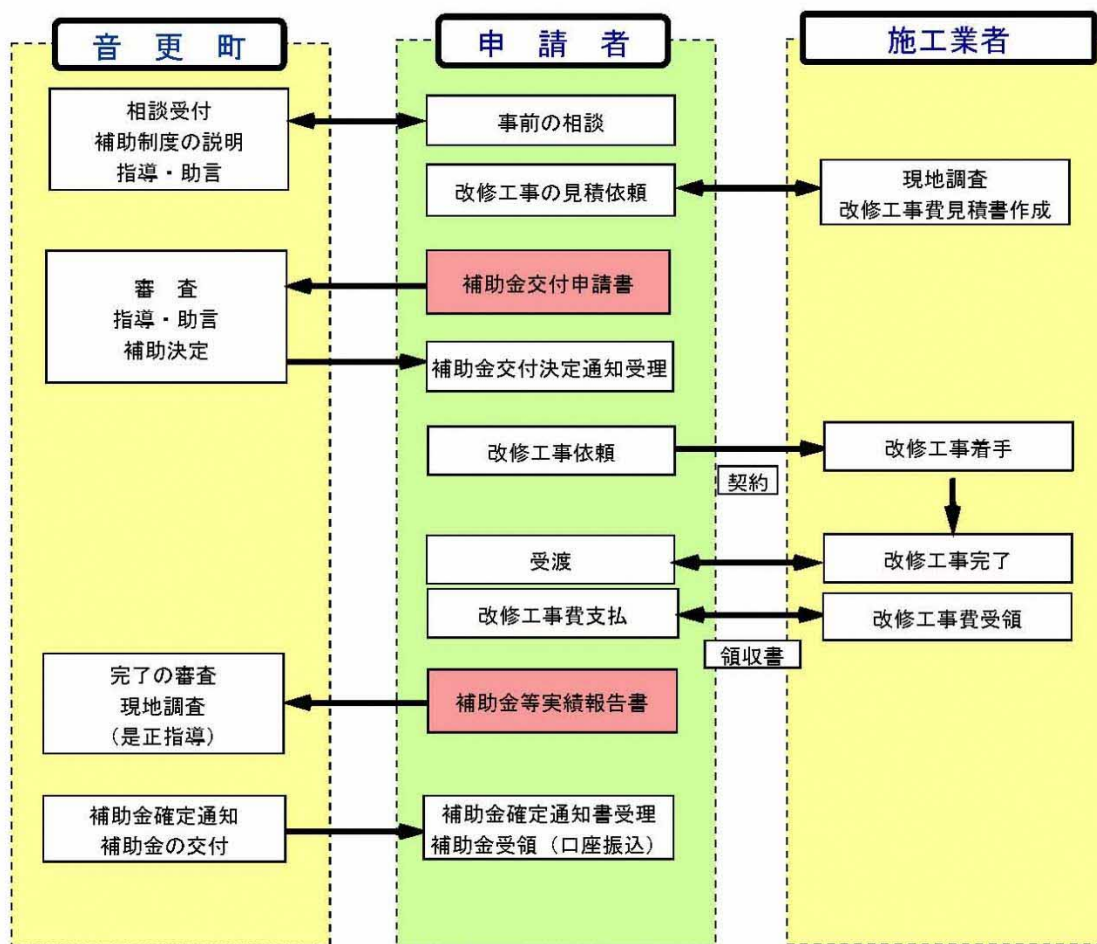 音更町
申請者
施工業者
相談受付
補助制度の説明
指導・助言
事前の相談
改修工事の見積依頼
現地調査
改修工事費見積書作成
補助金交付申請書
審 査
指導・助言
補助決定
補助金交付決定通知受理
改修工事依頼
契約
改修工事着手
受渡
改修工事完了
改修工事費支払
改修工事費受領
領収書
補助金等実績報告書
完了の審査
現地調査
(是正指導)
補助金確定通知
補助金の交付
補助金確定通知書受理
補助金受領(口座振込)